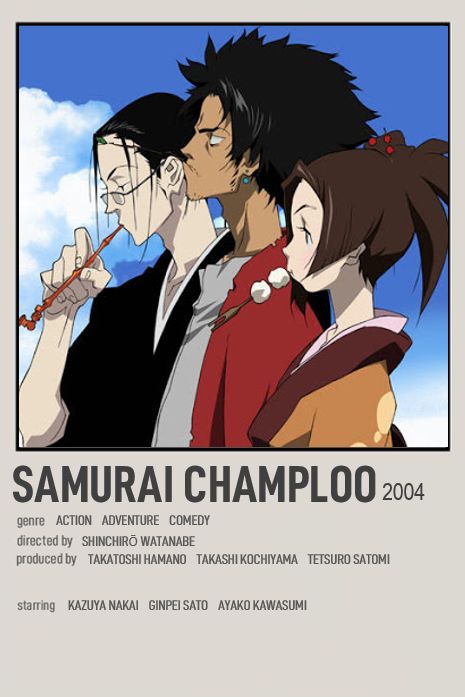 SAMURAI CHAMPLOO 2004
genre ACTION ADVENTURE COMEDY
directed by SHINCHIRŌ WATANABE
produced by TAKATOSHI HAMANO TAKASHI KOCHIYAMA TETSURO SATOMI
starring KAZUYA NAKAI GINPEI SATO AYAKO KAWASUMI